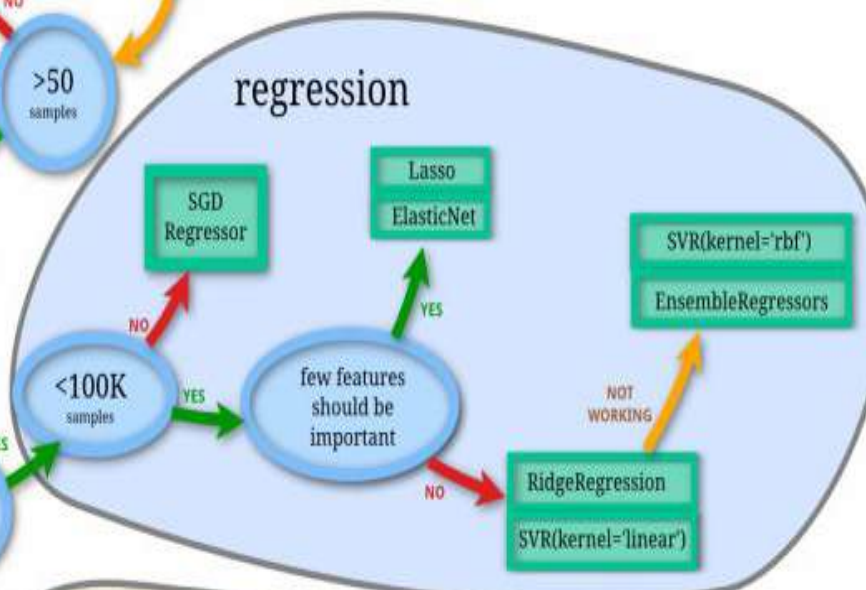 NO
>50
samples
regression
SGD
Regressor
Lasso
ElasticNet
SVR(kernel='rbf')
EnsembleRegressors
NO
YES
<100K
samples
YES
few features
should be
important
NOT
WORKING
NO
RidgeRegression
SVR(kernel='linear')